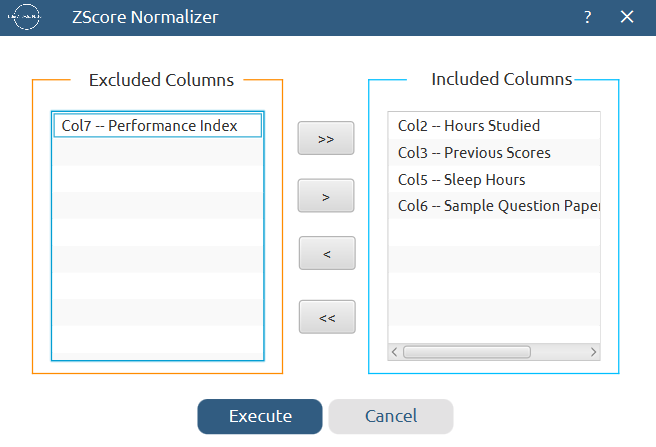 ZScore Normalizer ? ✕
Excluded Columns
Included Columns
Col7 -- Performance Index
Col2 -- Hours Studied
Col3 -- Previous Scores
Col5 -- Sleep Hours
Col6 -- Sample Question Paper
>>
>
<
<<
Execute
Cancel